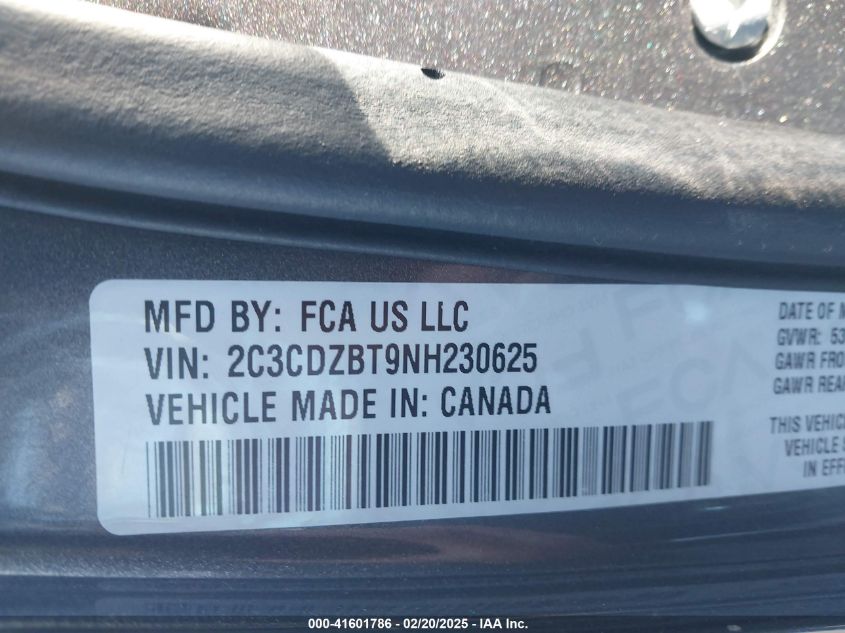 MFD BY: FCA US LLC
VIN: 2C3CDZBT9NH230625
VEHICLE MADE IN: CANADA
DATE OF M
GVWR: 53
GAWR FRO
GAWR REA
THIS VEHIC
VEHICLE S
IN EFF
000-41601786 - 02/20/2025 - IAA Inc.